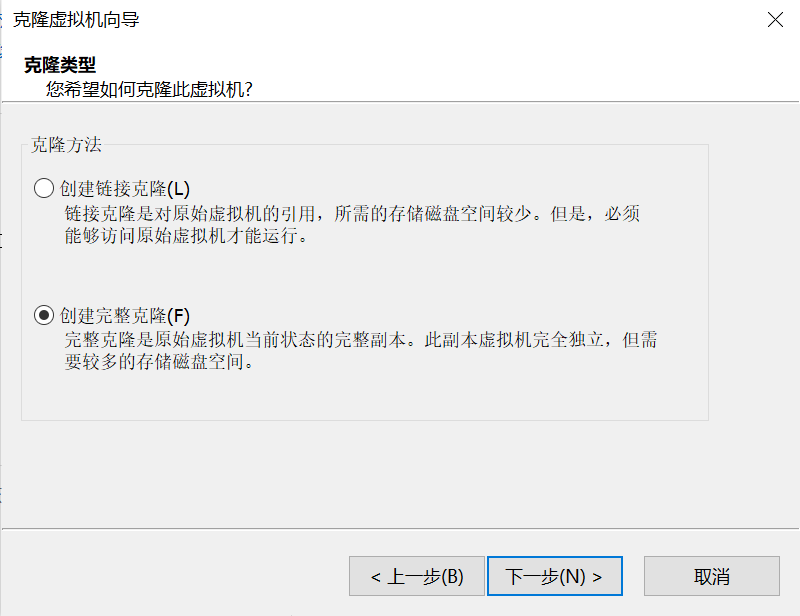 克隆虚拟机向导
克隆类型
您希望如何克隆此虚拟机?
克隆方法
创建链接克隆(L)
链接克隆是对原始虚拟机的引用，所需的存储磁盘空间较少。但是，必须
能够访问原始虚拟机才能运行。
创建完整克隆(F)
完整克隆是原始虚拟机当前状态的完整副本。此副本虚拟机完全独立，但需
要较多的存储磁盘空间。
< 上一步(B) 下一步(N) > 取消